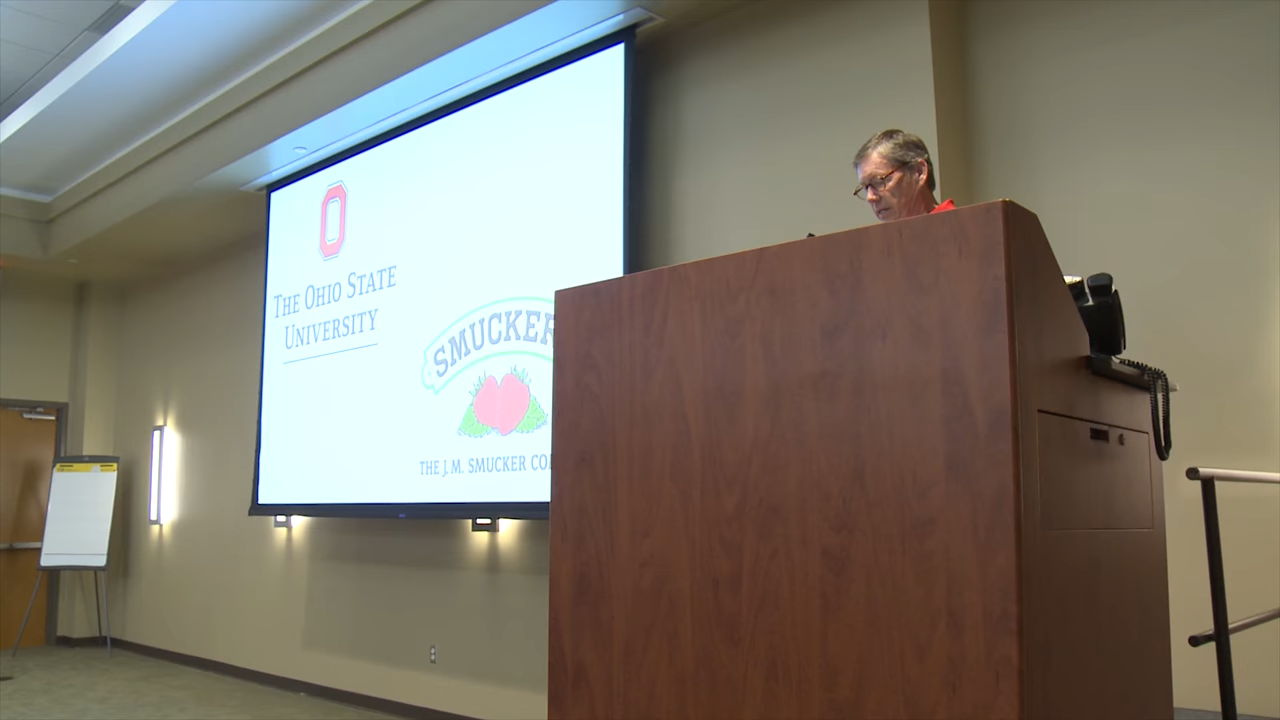 THE OHIO STATE
UNIVERSITY
SMUCKER
THE J. M. SMUCKER CO